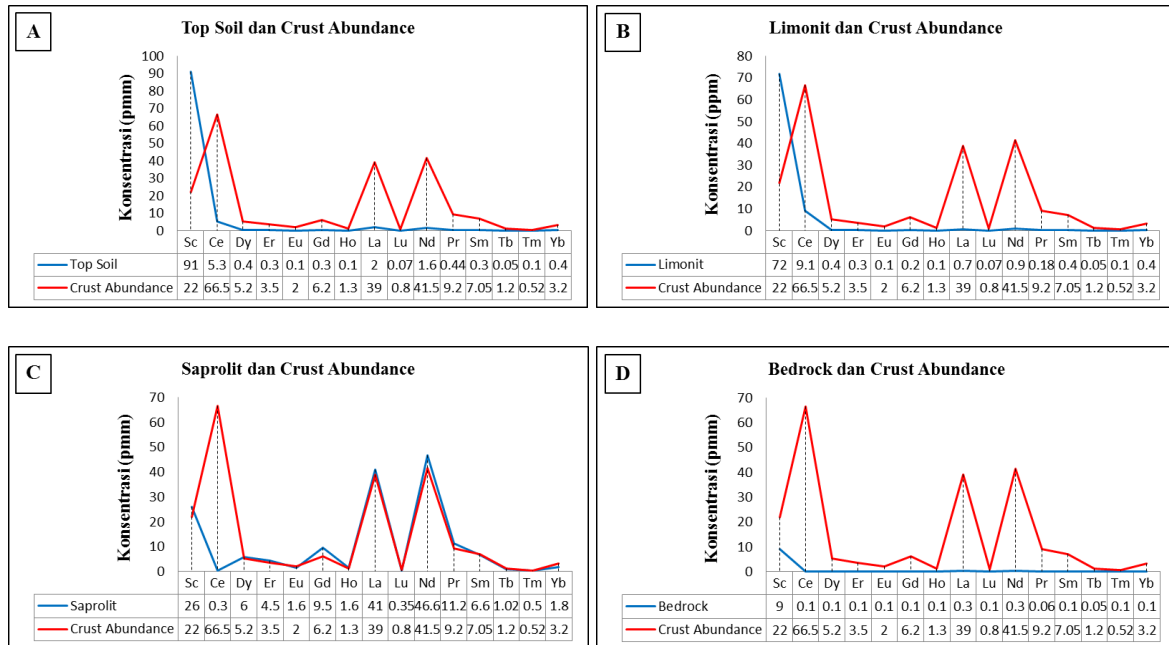 A
Top Soil dan Crust Abundance
Konsentrasi (pmm)
100
90
80
70
60
50
40
30
20
10
0
Sc Ce Dy Er Eu Gd Ho La Lu Nd Pr Sm Tb Tm Yb
Top Soil 91 5.3 0.4 0.3 0.1 0.3 0.1 2 0.07 1.6 0.44 0.3 0.05 0.1 0.4
Crust Abundance 22 66.5 5.2 3.5 2 6.2 1.3 39 0.8 41.5 9.2 7.05 1.2 0.52 3.2
B
Limonit dan Crust Abundance
Konsentrasi (ppm)
80
70
60
50
40
30
20
10
0
Sc Ce Dy Er Eu Gd Ho La Lu Nd Pr Sm Tb Tm Yb
Limonit 72 9.1 0.4 0.3 0.1 0.2 0.1 0.7 0.07 0.9 0.18 0.4 0.05 0.1 0.4
Crust Abundance 22 66.5 5.2 3.5 2 6.2 1.3 39 0.8 41.5 9.2 7.05 1.2 0.52 3.2
C
Saprolit dan Crust Abundance
Konsentrasi (pmm)
70
60
50
40
30
20
10
0
Sc Ce Dy Er Eu Gd Ho La Lu Nd Pr Sm Tb Tm Yb
Saprolit 26 0.3 6 4.5 1.6 9.5 1.6 41 0.35 46.6 11.2 6.6 1.02 0.5 1.8
Crust Abundance 22 66.5 5.2 3.5 2 6.2 1.3 39 0.8 41.5 9.2 7.05 1.2 0.52 3.2
D
Bedrock dan Crust Abundance
Konsentrasi (pmm)
70
60
50
40
30
20
10
0
Sc Ce Dy Er Eu Gd Ho La Lu Nd Pr Sm Tb Tm Yb
Bedrock 9 0.1 0.1 0.1 0.1 0.1 0.1 0.3 0.1 0.3 0.06 0.1 0.05 0.1 0.1
Crust Abundance 22 66.5 5.2 3.5 2 6.2 1.3 39 0.8 41.5 9.2 7.05 1.2 0.52 3.2